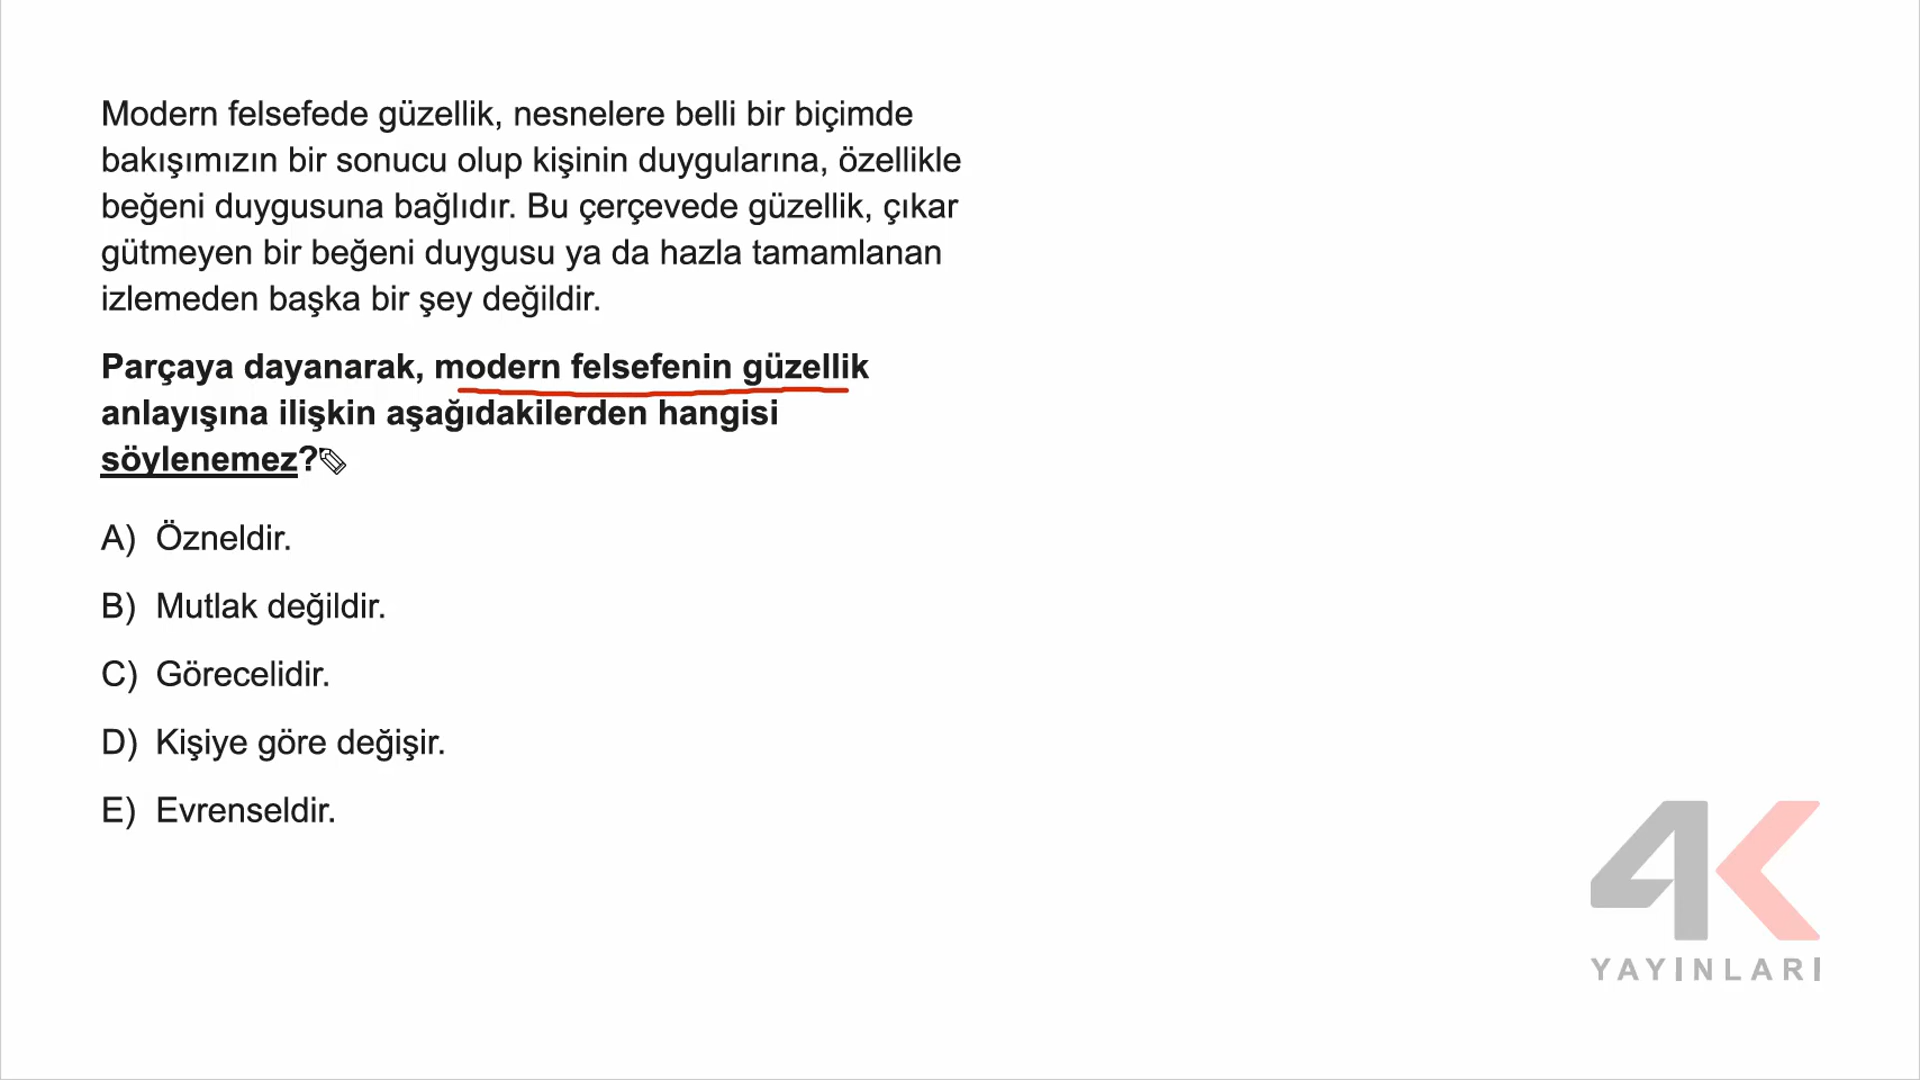 Modern felsefede güzellik, nesnelere belli bir biçimde
bakışımızın bir sonucu olup kişinin duygularına, özellikle
beğeni duygusuna bağlıdır. Bu çerçevede güzellik, çıkar
gütmeyen bir beğeni duygusu ya da hazla tamamlanan
izlemeden başka bir şey değildir.
Parçaya dayanarak, modern felsefenin güzellik
anlayışına ilişkin aşağıdakilerden hangisi
söylenemez?
A) Özneldir.
B) Mutlak değildir.
C) Görecelidir.
D) Kişiye göre değişir.
E) Evrenseldir.
4K
YAYINLARI